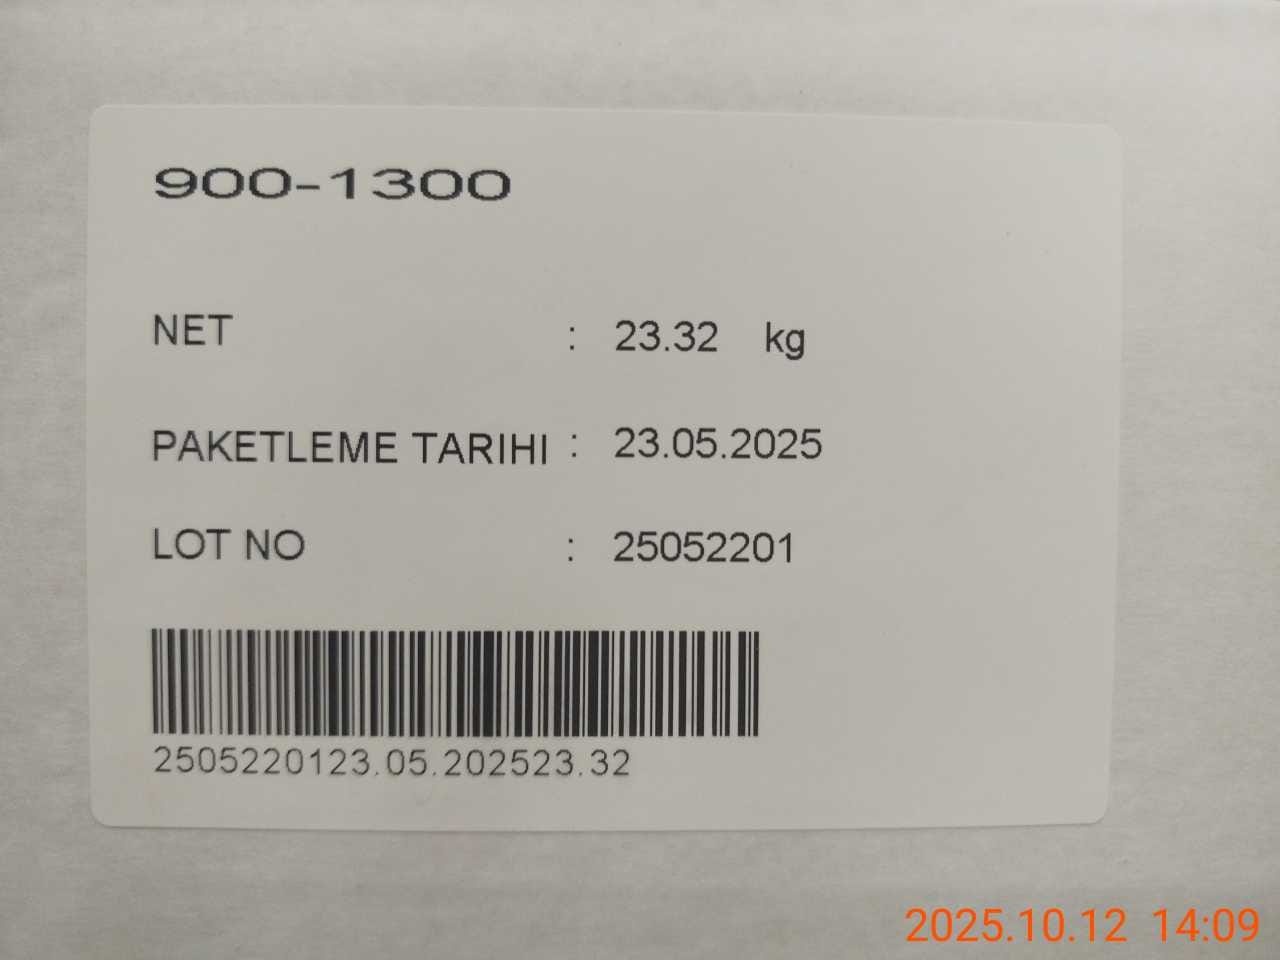 900-1300
NET : 23.32 kg
PAKETLEME TARIHI : 23.05.2025
LOT NO : 25052201
2505220123.05.202523.32
2025.10.12 14:09